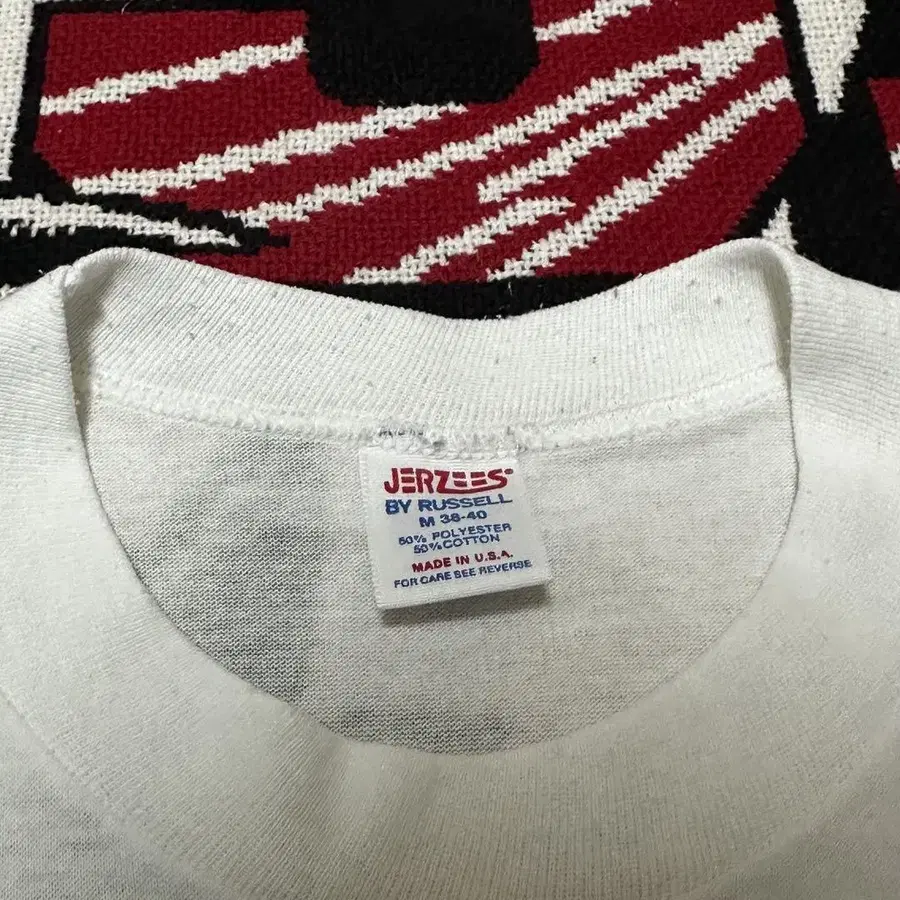 JERZEES®
BY RUSSELL
M 38-40
50% POLYESTER
50% COTTON
MADE IN U.S.A.
FOR CARE SEE REVERSE